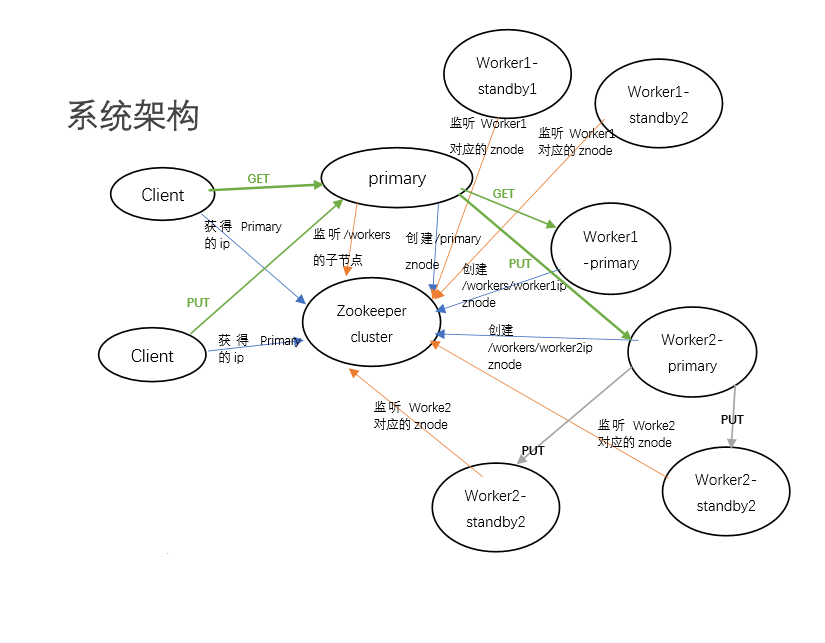 系统架构
Worker1-
standby1
Worker1-
standby2
监听 Worker1
对应的 znode
监听 Worker1
对应的 znode
Client
GET
primary
GET
获得 Primary
的 ip
监听 /workers
的子节点
创建 /primary
znode
Worker1
-primary
PUT
创建
/workers/worker1ip
znode
PUT
Zookeeper
cluster
Client
获得 Primary
的 ip
创建
/workers/worker2ip
znode
Worker2-
primary
监听 Worke2
对应的 znode
监听 Worke2
对应的 znode
PUT
PUT
Worker2-
standby2
Worker2-
standby2